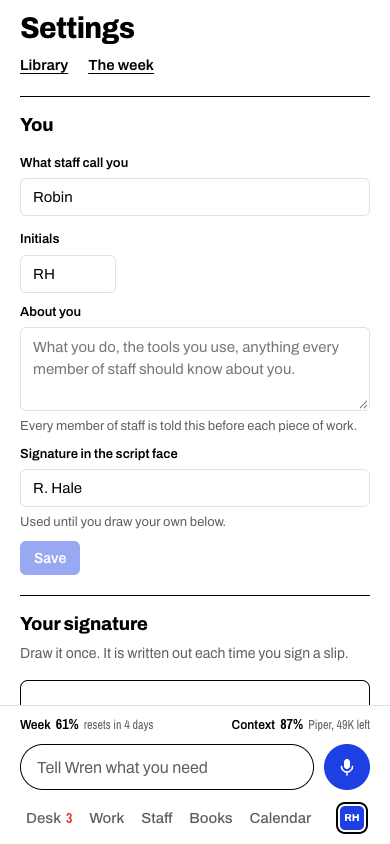 Settings
Library The week
You
What staff call you
Robin
Initials
RH
About you
What you do, the tools you use, anything every
member of staff should know about you.
Every member of staff is told this before each piece of work.
Signature in the script face
R. Hale
Used until you draw your own below.
Save
Your signature
Draw it once. It is written out each time you sign a slip.
Week 61% resets in 4 days Context 87% Piper, 49K left
Tell Wren what you need
Desk 3 Work Staff Books Calendar RH